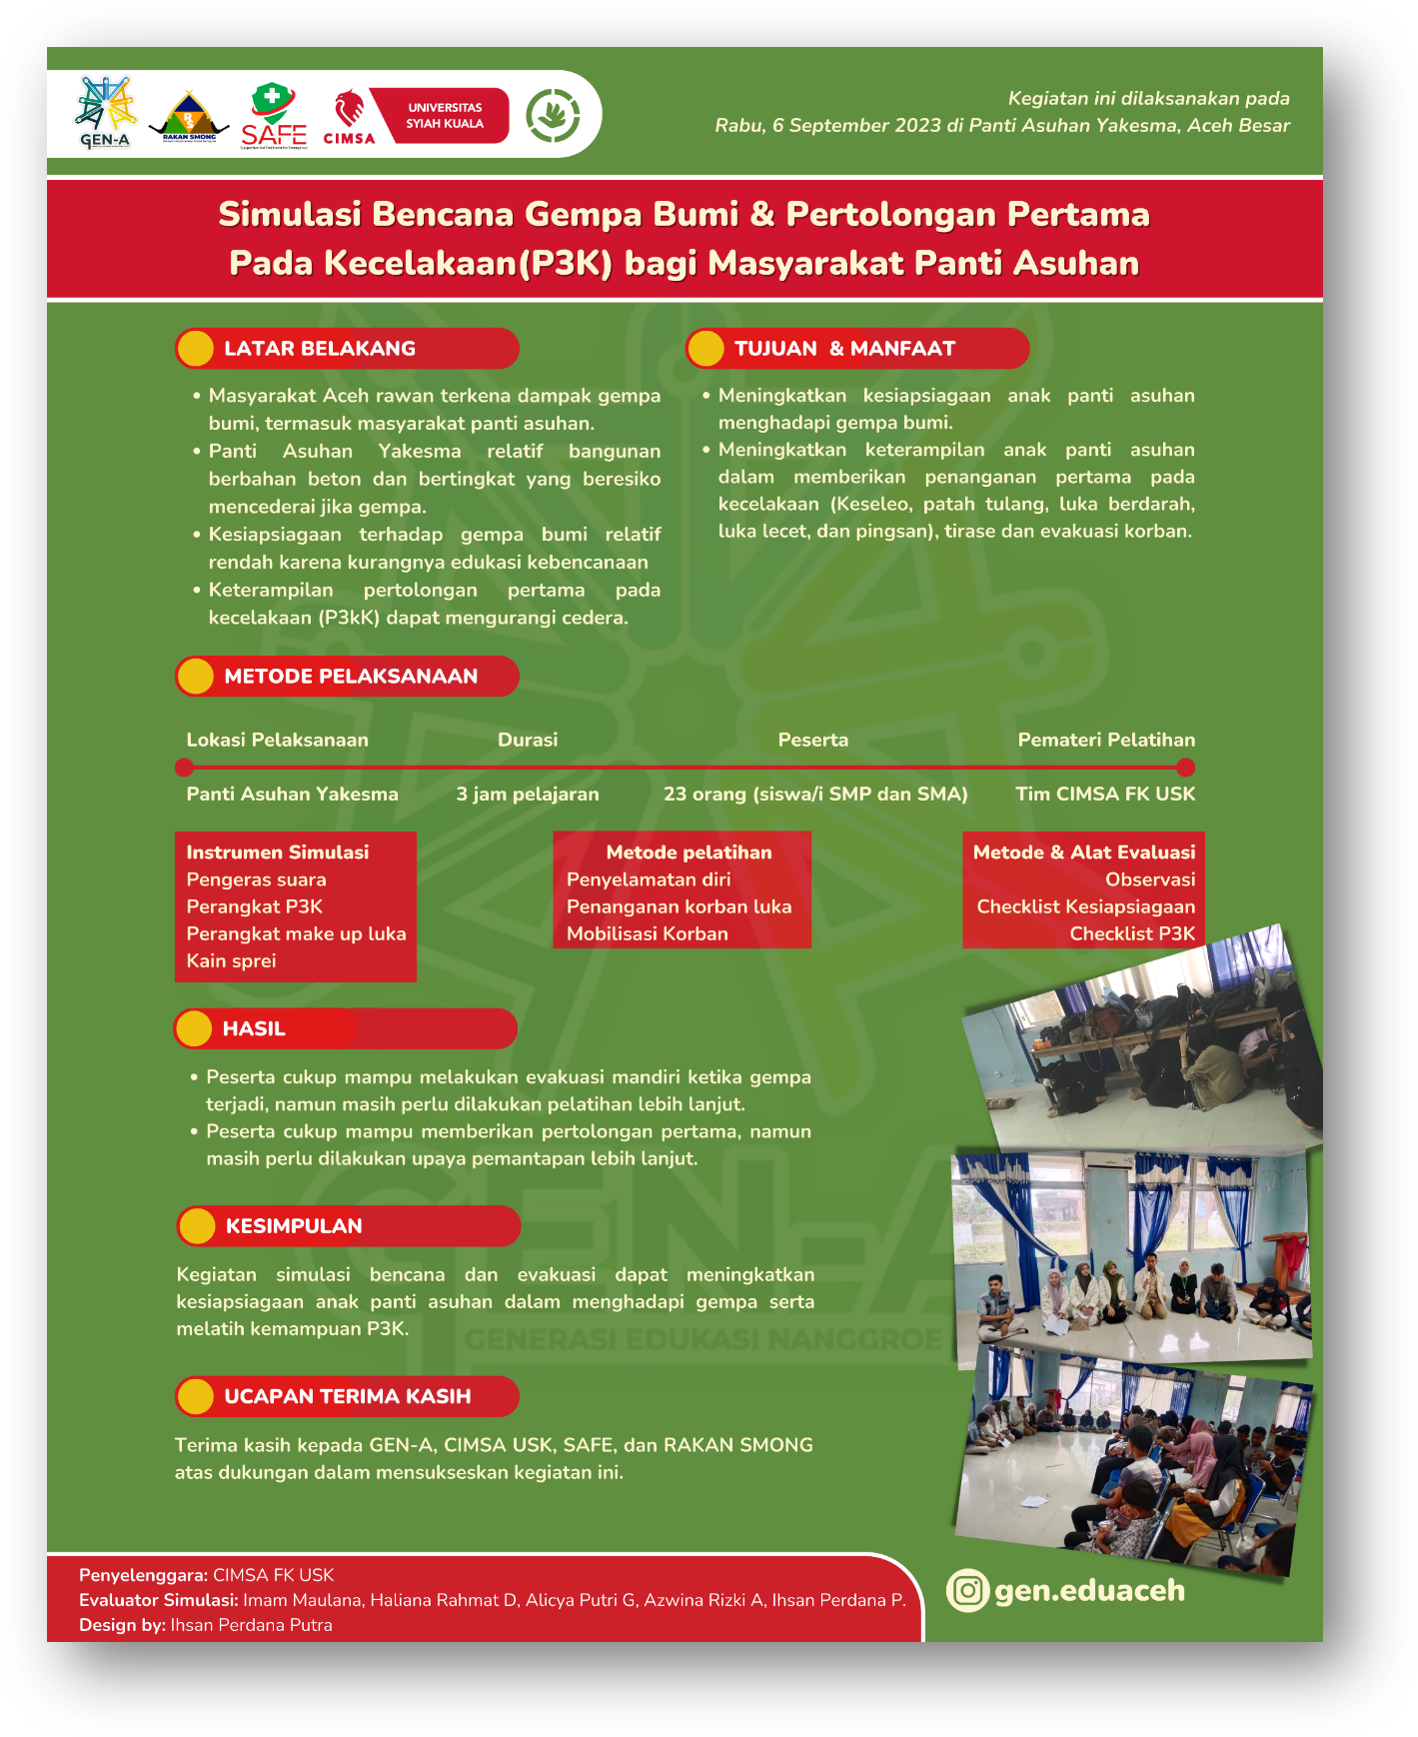 GEN-A
RAKAN SMONG
SAFE
CIMSA
UNIVERSITAS
SYIAH KUALA
Kegiatan ini dilaksanakan pada
Rabu, 6 September 2023 di Panti Asuhan Yakesma, Aceh Besar
Simulasi Bencana Gempa Bumi & Pertolongan Pertama
Pada Kecelakaan(P3K) bagi Masyarakat Panti Asuhan
LATAR BELAKANG
• Masyarakat Aceh rawan terkena dampak gempa
bumi, termasuk masyarakat panti asuhan.
• Panti Asuhan Yakesma relatif bangunan
berbahan beton dan bertingkat yang beresiko
mencederai jika gempa.
• Kesiapsiagaan terhadap gempa bumi relatif
rendah karena kurangnya edukasi kebencanaan
• Keterampilan pertolongan pertama pada
kecelakaan (P3kK) dapat mengurangi cedera.
TUJUAN & MANFAAT
• Meningkatkan kesiapsiagaan anak panti asuhan
menghadapi gempa bumi.
• Meningkatkan keterampilan anak panti asuhan
dalam memberikan penanganan pertama pada
kecelakaan (Keseleo, patah tulang, luka berdarah,
luka lecet, dan pingsan), tirase dan evakuasi korban.
METODE PELAKSANAAN
Lokasi Pelaksanaan
Panti Asuhan Yakesma
Durasi
3 jam pelajaran
Peserta
23 orang (siswa/i SMP dan SMA)
Pemateri Pelatihan
Tim CIMSA FK USK
Instrumen Simulasi
Pengeras suara
Perangkat P3K
Perangkat make up luka
Kain sprei
Metode pelatihan
Penyelamatan diri
Penanganan korban luka
Mobilisasi Korban
Metode & Alat Evaluasi
Observasi
Checklist Kesiapsiagaan
Checklist P3K
HASIL
• Peserta cukup mampu melakukan evakuasi mandiri ketika gempa
terjadi, namun masih perlu dilakukan pelatihan lebih lanjut.
• Peserta cukup mampu memberikan pertolongan pertama, namun
masih perlu dilakukan upaya pemantapan lebih lanjut.
KESIMPULAN
Kegiatan simulasi bencana dan evakuasi dapat meningkatkan
kesiapsiagaan anak panti asuhan dalam menghadapi gempa serta
melatih kemampuan P3K.
GEN-A
GENERASI EDUKASI NANGGROE
UCAPAN TERIMA KASIH
Terima kasih kepada GEN-A, CIMSA USK, SAFE, dan RAKAN SMONG
atas dukungan dalam mensukseskan kegiatan ini.
Penyelenggara: CIMSA FK USK
Evaluator Simulasi: Imam Maulana, Haliana Rahmat D, Alicya Putri G, Azwina Rizki A, Ihsan Perdana P.
Design by: Ihsan Perdana Putra
gen.eduaceh